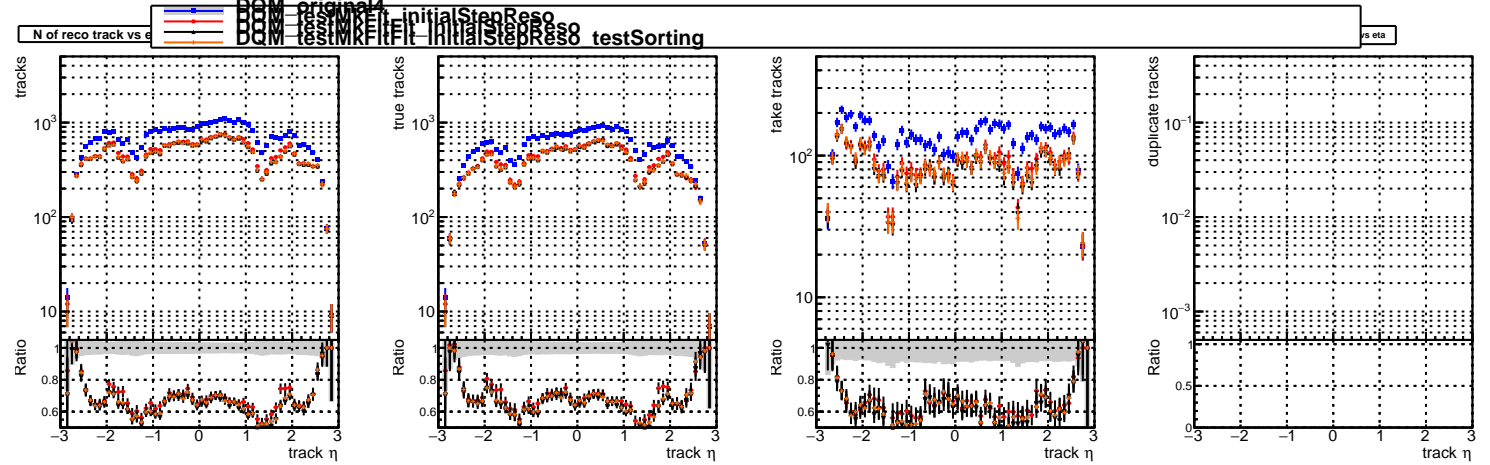 DQM_original4
DQM_testMkFit_initialStepReso
DQM_testMkFitFit_initialStepReso
DQM_testMkFitFit_initialStepReso_testSorting
N of reco track vs e
vs eta
tracks
10³
10²
10
Ratio
1
0.8
0.6
−3 −2 −1 0 1 2 3
track η
true tracks
10³
10²
10
Ratio
1
0.8
0.6
−3 −2 −1 0 1 2 3
track η
fake tracks
10²
10
Ratio
1
0.8
0.6
−3 −2 −1 0 1 2 3
track η
duplicate tracks
10⁻¹
10⁻²
10⁻³
Ratio
1
0.5
0
−3 −2 −1 0 1 2 3
track η